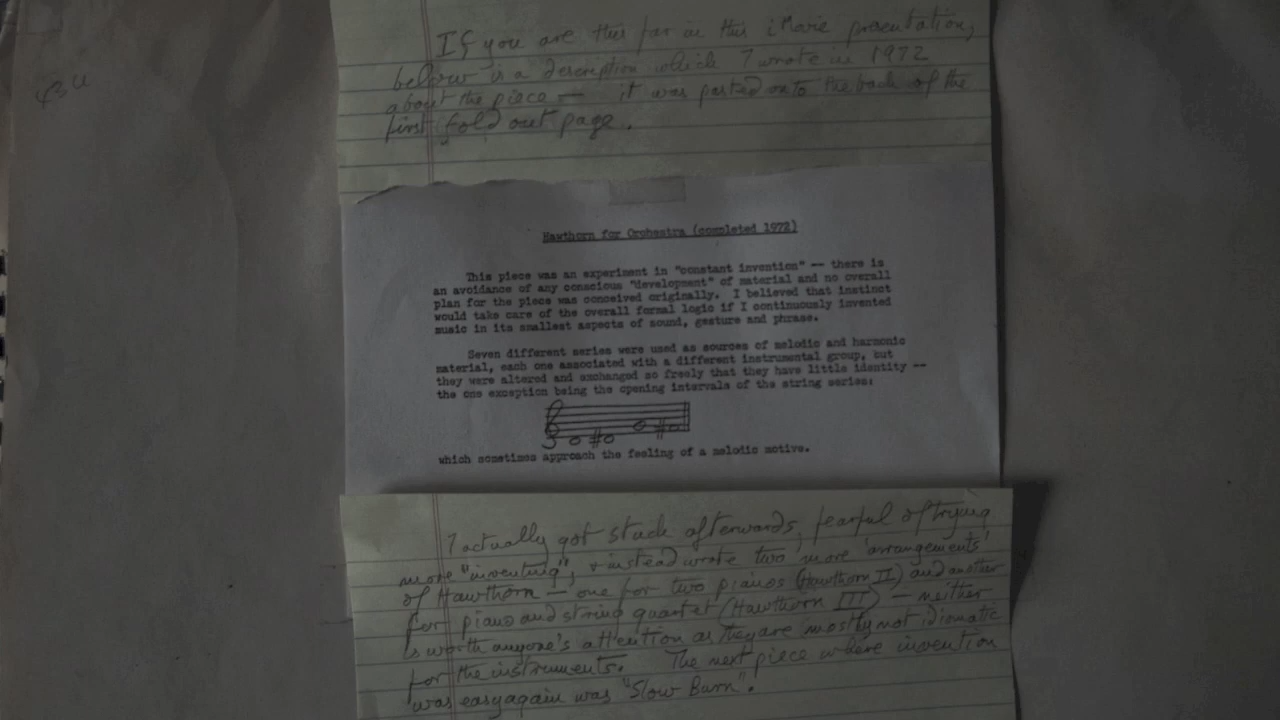 If you are this far in this iMovie presentation,
below is a description which I wrote in 1972
about the piece — it was pasted onto the back of the
first fold out page.
Hawthorn for Orchestra (completed 1972)
This piece was an experiment in "constant invention" -- there is
an avoidance of any conscious "development" of material and no overall
plan for the piece was conceived originally. I believed that instinct
would take care of the overall formal logic if I continuously invented
music in its smallest aspects of sound, gesture and phrase.
Seven different series were used as sources of melodic and harmonic
material, each one associated with a different instrumental group, but
they were altered and exchanged so freely that they have little identity --
the one exception being the opening intervals of the string series:
which sometimes approach the feeling of a melodic motive.
I actually got stuck afterwards, fearful of trying
more "inventing", & instead wrote two more 'arrangements'
of Hawthorn — one for two pianos (Hawthorn II) and another
for piano and string quartet (Hawthorn III) — neither
is worth anyone's attention as they are mostly not idiomatic
for the instruments. The next piece where invention
was easy again was "Slow Burn".